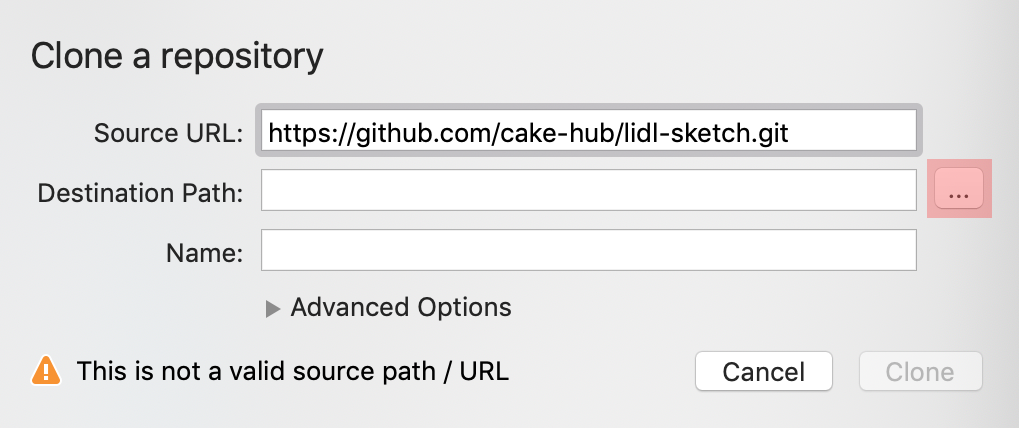 Clone a repository
Source URL: https://github.com/cake-hub/lidl-sketch.git
Destination Path: ...
Name:
Advanced Options
This is not a valid source path / URL Cancel Clone